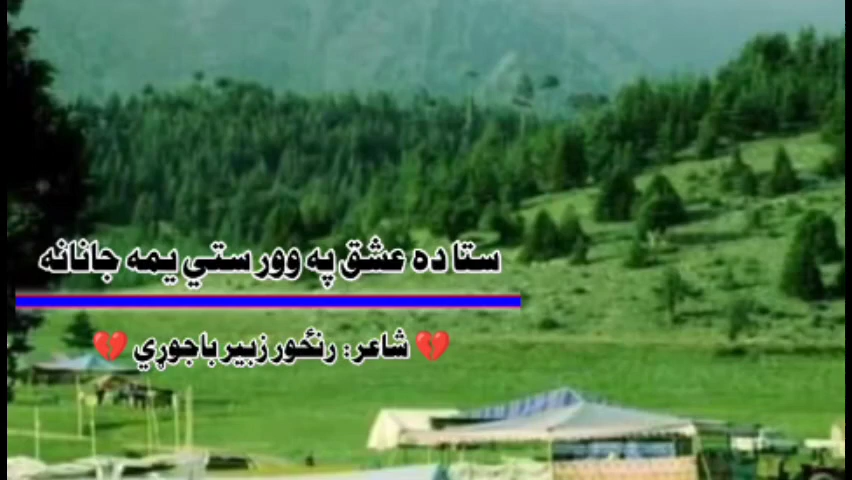 ستا ده عشق په وور ستي يمه جانانه
💔 شاعر: رنځور زبير باجوړي 💔